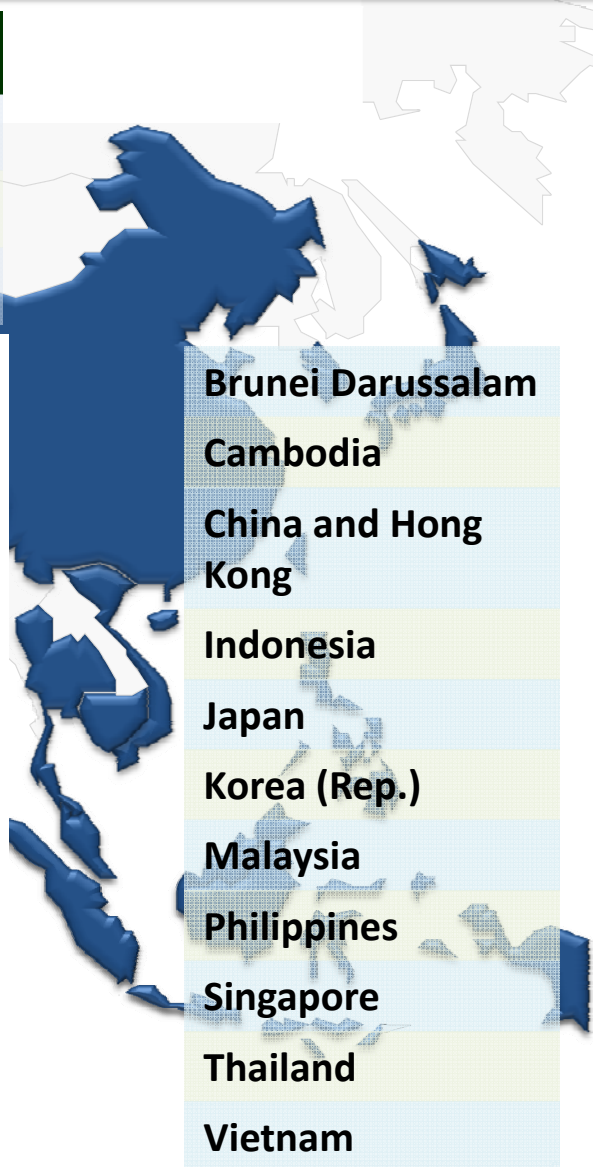 Brunei Darussalam
Cambodia
China and Hong
Kong
Indonesia
Japan
Korea (Rep.)
Malaysia
Philippines
Singapore
Thailand
Vietnam